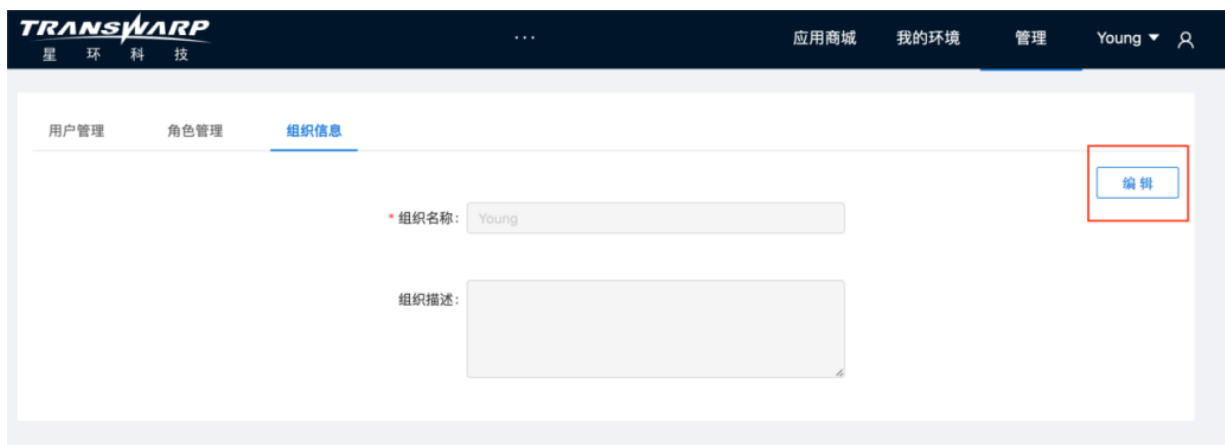 TRANSWARP
星环科技
... 应用商城 我的环境 管理 Young
用户管理 角色管理 组织信息
编辑
* 组织名称: Young
组织描述: